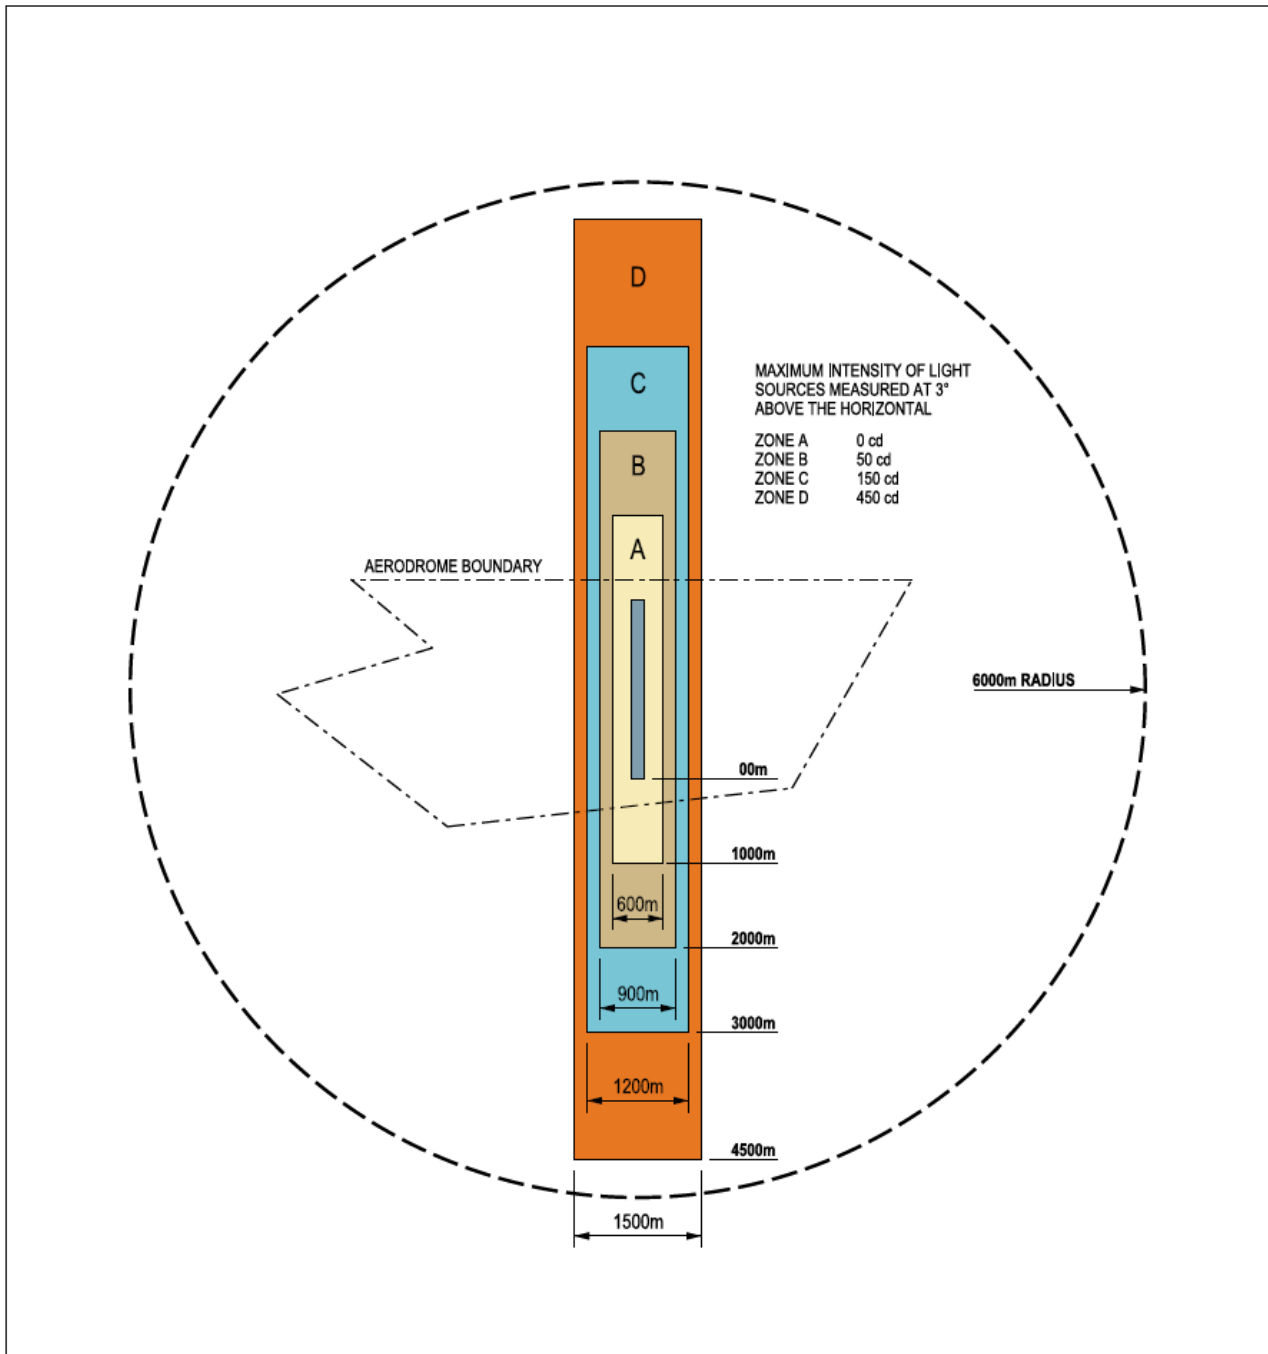 D
C
MAXIMUM INTENSITY OF LIGHT
SOURCES MEASURED AT 3°
ABOVE THE HORIZONTAL
ZONE A 0 cd
ZONE B 50 cd
ZONE C 150 cd
ZONE D 450 cd
B
A
AERODROME BOUNDARY
6000m RADIUS
00m
1000m
600m
2000m
900m
3000m
1200m
4500m
1500m